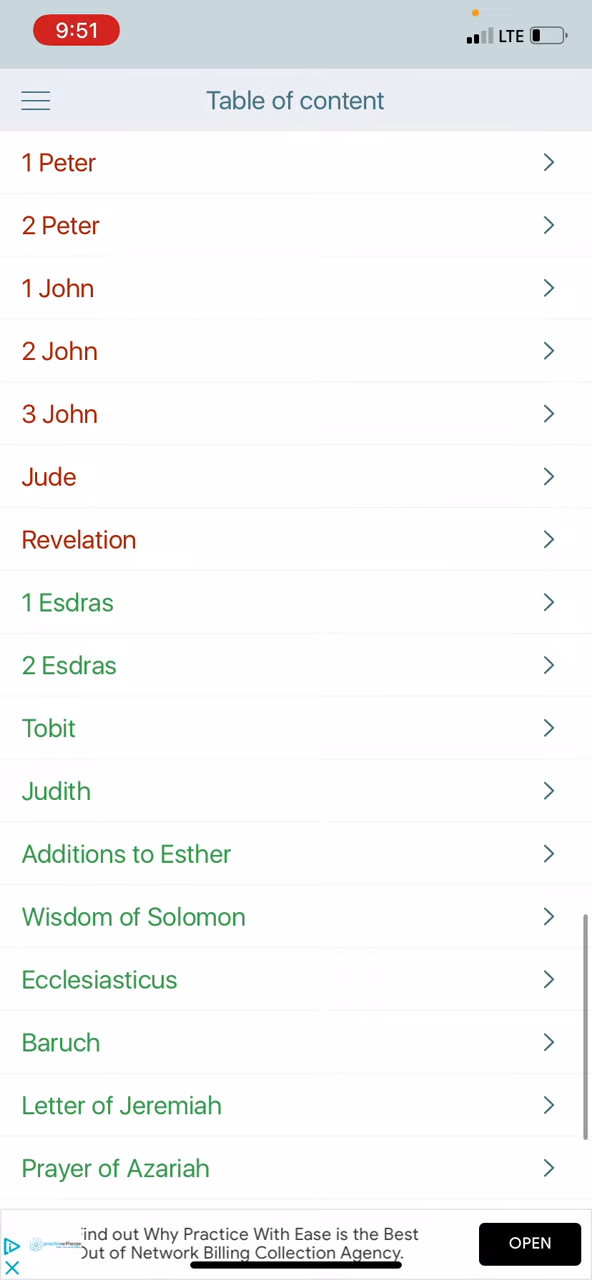 9:51
LTE
Table of content
1 Peter
2 Peter
1 John
2 John
3 John
Jude
Revelation
1 Esdras
2 Esdras
Tobit
Judith
Additions to Esther
Wisdom of Solomon
Ecclesiasticus
Baruch
Letter of Jeremiah
Prayer of Azariah
ind out Why Practice With Ease is the Best
Out of Network Billing Collection Agency.
OPEN